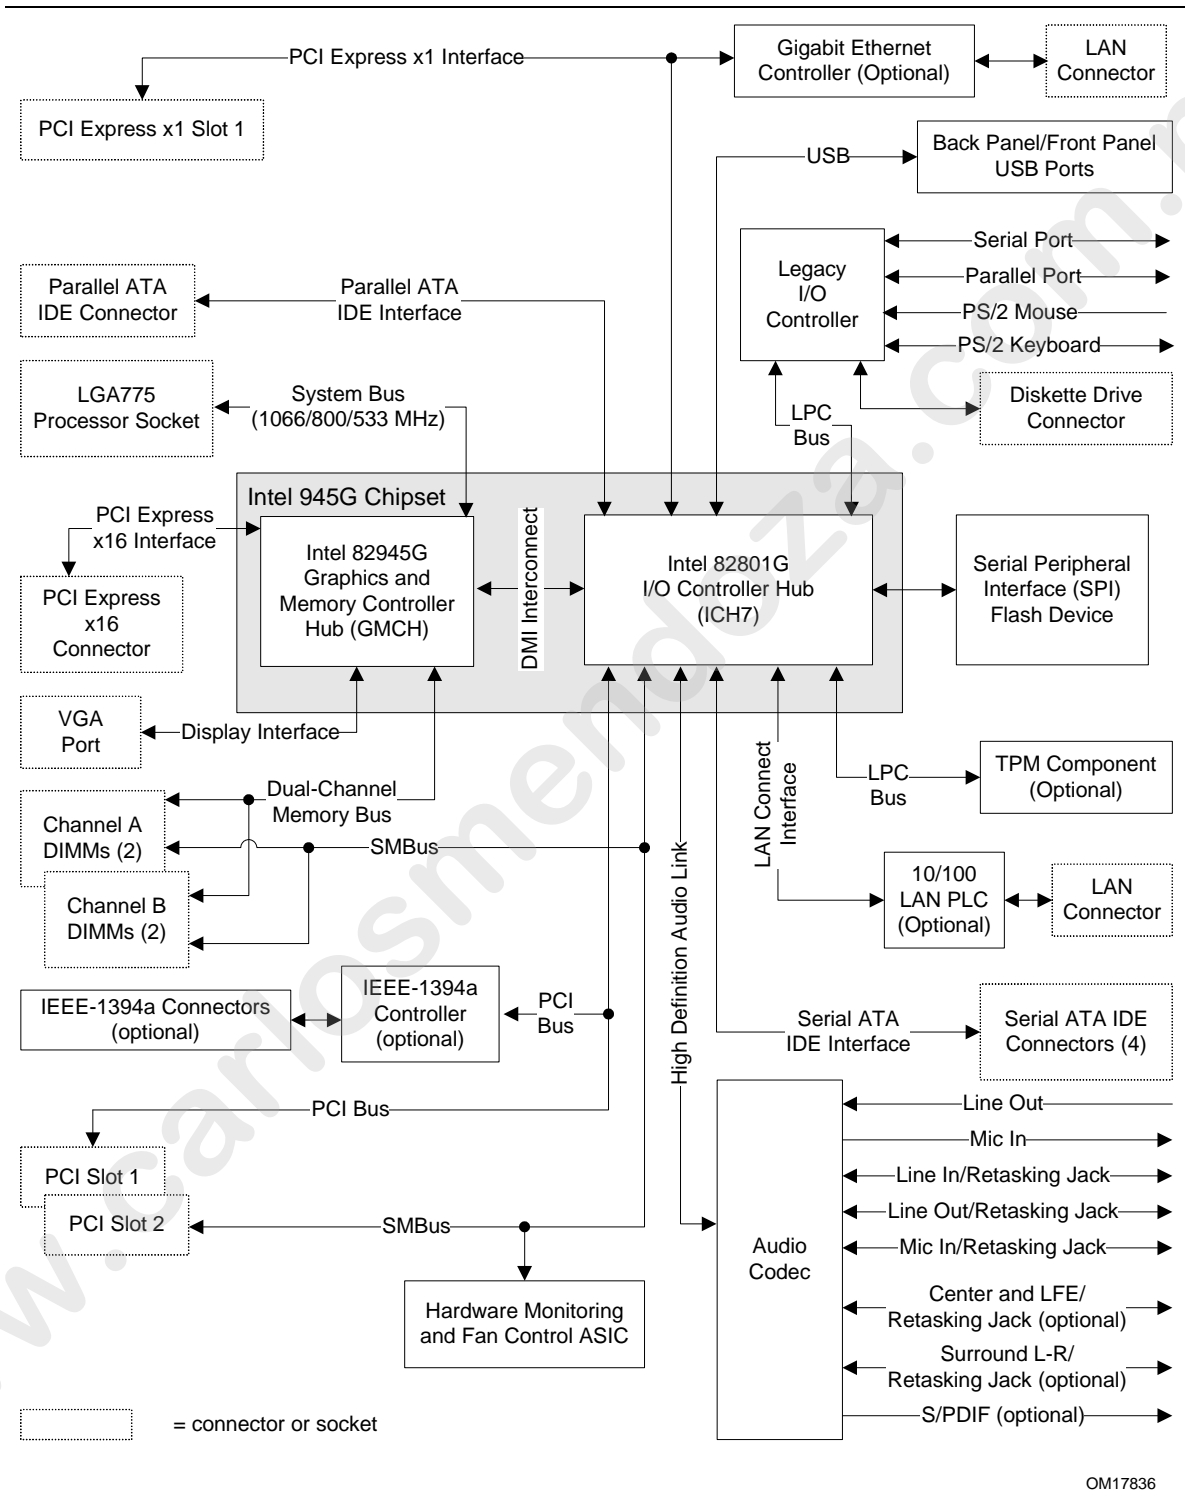 PCI Express x1 Interface
Gigabit Ethernet
Controller (Optional)
LAN
Connector
PCI Express x1 Slot 1
USB
Back Panel/Front Panel
USB Ports
Legacy
I/O
Controller
Serial Port
Parallel Port
PS/2 Mouse
PS/2 Keyboard
Parallel ATA
IDE Connector
Parallel ATA
IDE Interface
LGA775
Processor Socket
System Bus
(1066/800/533 MHz)
LPC
Bus
Diskette Drive
Connector
Intel 945G Chipset
PCI Express
x16 Interface
Intel 82945G
Graphics and
Memory Controller
Hub (GMCH)
DMI Interconnect
Intel 82801G
I/O Controller Hub
(ICH7)
Serial Peripheral
Interface (SPI)
Flash Device
PCI Express
x16
Connector
VGA
Port
Display Interface
LAN Connect
Interface
LPC
Bus
TPM Component
(Optional)
Dual-Channel
Memory Bus
Channel A
DIMMs (2)
SMBus
Channel B
DIMMs (2)
High Definition Audio Link
10/100
LAN PLC
(Optional)
LAN
Connector
IEEE-1394a Connectors
(optional)
IEEE-1394a
Controller
(optional)
PCI
Bus
Serial ATA
IDE Interface
Serial ATA IDE
Connectors (4)
PCI Bus
PCI Slot 1
PCI Slot 2
SMBus
Hardware Monitoring
and Fan Control ASIC
Audio
Codec
Line Out
Mic In
Line In/Retasking Jack
Line Out/Retasking Jack
Mic In/Retasking Jack
Center and LFE/
Retasking Jack (optional)
Surround L-R/
Retasking Jack (optional)
S/PDIF (optional)
= connector or socket
OM17836
w.carlosmendoza.com.